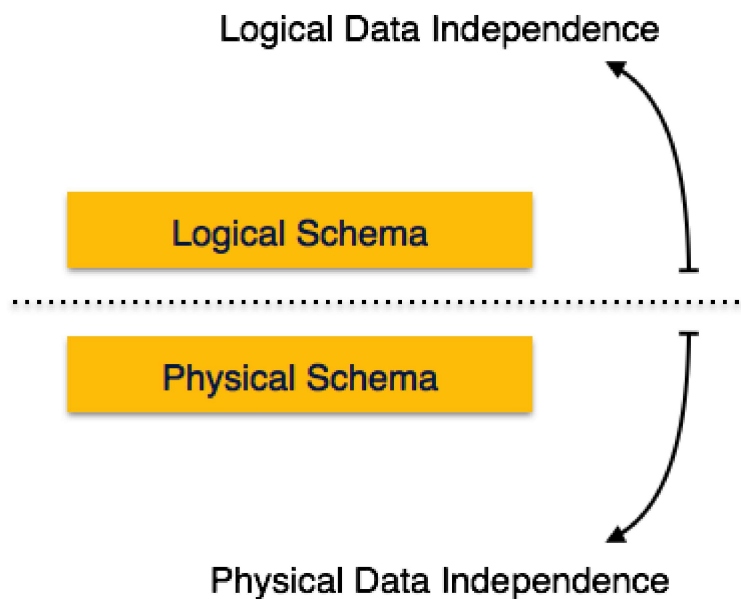 Logical Data Independence
Logical Schema
Physical Schema
Physical Data Independence